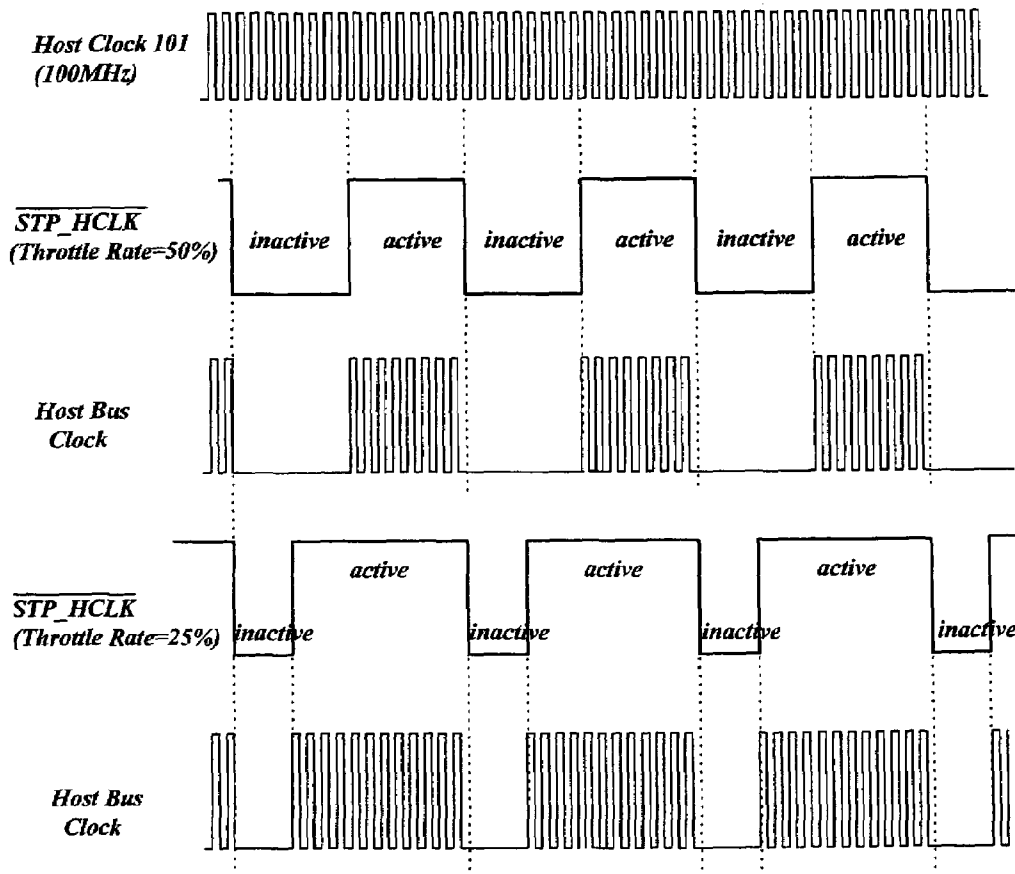 Host Clock 101
(100MHz)
STP_HCLK
(Throttle Rate=50%)
inactive
active
inactive
active
inactive
active
Host Bus
Clock
STP_HCLK
(Throttle Rate=25%)
active
active
active
inactive
inactive
inactive
inactive
Host Bus
Clock